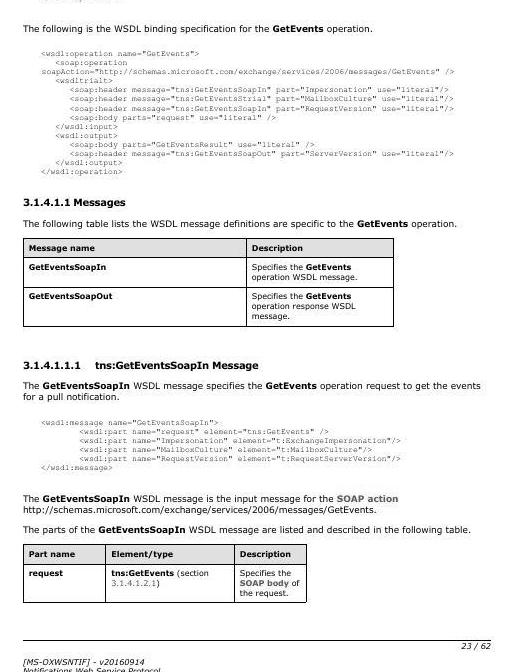 The following is the WSDL binding specification for the GetEvents operation.
<wsdl:operation name="GetEvents">
<soap:operation
soapAction="http://schemas.microsoft.com/exchange/services/2006/messages/GetEvents" />
<wsdltrialt>
<soap:header message="tns:GetEventsSoapIn" part="Impersonation" use="literal"/>
<soap:header message="tns:GetEventsStrial" part="MailboxCulture" use="literal"/>
<soap:header message="tns:GetEventsSoapIn" part="RequestVersion" use="literal"/>
<soap:body parts="request" use="literal" />
</wsdl:input>
<wsdl:output>
<soap:body parts="GetEventsResult" use="literal" />
<soap:header message="tns:GetEventsSoapOut" part="ServerVersion" use="literal"/>
</wsdl:output>
</wsdl:operation>
3.1.4.1.1 Messages
The following table lists the WSDL message definitions are specific to the GetEvents operation.
Message name Description
GetEventsSoapIn Specifies the GetEvents
operation WSDL message.
GetEventsSoapOut Specifies the GetEvents
operation response WSDL
message.
3.1.4.1.1.1 tns:GetEventsSoapIn Message
The GetEventsSoapIn WSDL message specifies the GetEvents operation request to get the events
for a pull notification.
<wsdl:message name="GetEventsSoapIn">
<wsdl:part name="request" element="tns:GetEvents" />
<wsdl:part name="Impersonation" element="t:ExchangeImpersonation"/>
<wsdl:part name="MailboxCulture" element="t:MailboxCulture"/>
<wsdl:part name="RequestVersion" element="t:RequestServerVersion"/>
</wsdl:message>
The GetEventsSoapIn WSDL message is the input message for the SOAP action
http://schemas.microsoft.com/exchange/services/2006/messages/GetEvents.
The parts of the GetEventsSoapIn WSDL message are listed and described in the following table.
Part name Element/type Description
request tns:GetEvents (section Specifies the
3.1.4.1.2.1) SOAP body of
the request.
23 / 62
[MS-OXWSNTIF] - v20160914
Notifications Web Service Protocol